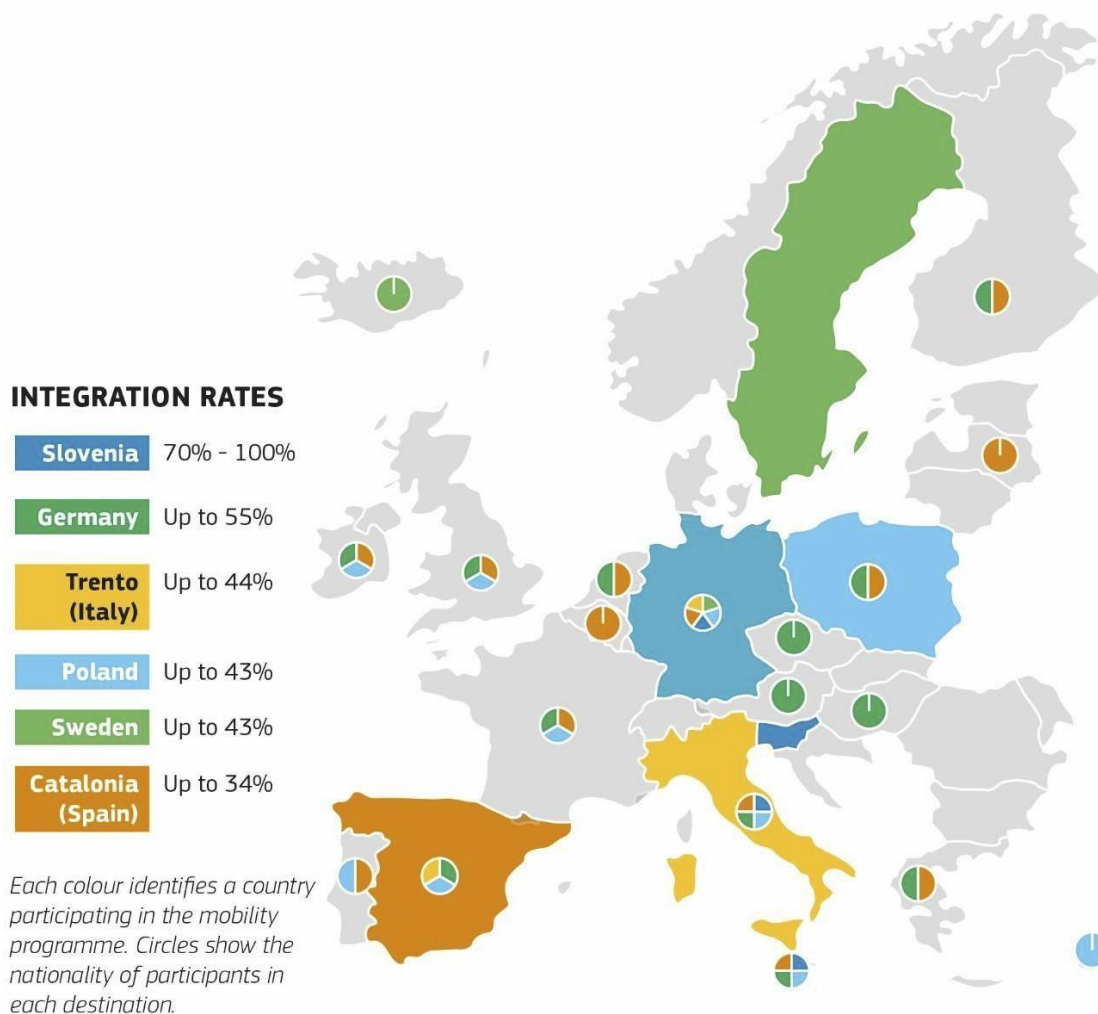 INTEGRATION RATES
Slovenia 70% - 100%
Germany Up to 55%
Trento Up to 44%
(Italy)
Poland Up to 43%
Sweden Up to 43%
Catalonia Up to 34%
(Spain)
Each colour identifies a country
participating in the mobility
programme. Circles show the
nationality of participants in
each destination.